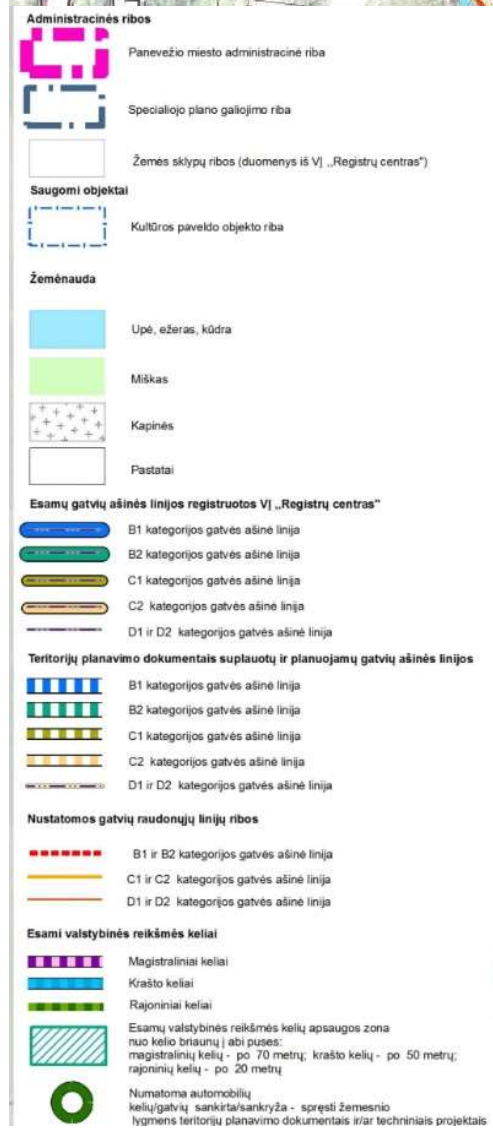 Administracinės ribos
Panevėžio miesto administracinė riba
Specialiojo plano galiojimo riba
Žemės sklypų ribos (duomenys iš VĮ ,,Registrų centras")
Saugomi objektai
Kultūros paveldo objekto riba
Žemėnauda
Upė, ežeras, kūdra
Miškas
Kapinės
Pastatai
Esamų gatvių ašinės linijos registruotos VĮ ,,Registrų centras"
B1 kategorijos gatvės ašinė linija
B2 kategorijos gatvės ašinė linija
C1 kategorijos gatvės ašinė linija
C2 kategorijos gatvės ašinė linija
D1 ir D2 kategorijos gatvės ašinė linija
Teritorijų planavimo dokumentais suplauotų ir planuojamų gatvių ašinės linijos
B1 kategorijos gatvės ašinė linija
B2 kategorijos gatvės ašinė linija
C1 kategorijos gatvės ašinė linija
C2 kategorijos gatvės ašinė linija
D1 ir D2 kategorijos gatvės ašinė linija
Nustatomos gatvių raudonųjų linijų ribos
B1 ir B2 kategorijos gatvės ašinė linija
C1 ir C2 kategorijos gatvės ašinė linija
D1 ir D2 kategorijos gatvės ašinė linija
Esami valstybinės reikšmės keliai
Magistraliniai keliai
Krašto keliai
Rajoniniai keliai
Esamų valstybinės reikšmės kelių apsaugos zona
nuo kelio briaunų į abi puses:
magistralinių kelių - po 70 metrų; krašto kelių - po 50 metrų;
rajoninių kelių - po 20 metrų
Numatoma automobilių
kelių/gatvių sankirta/sankryža - spręsti žemesnio
lygmens teritorijų planavimo dokumentais ir/ar techniniais projektais